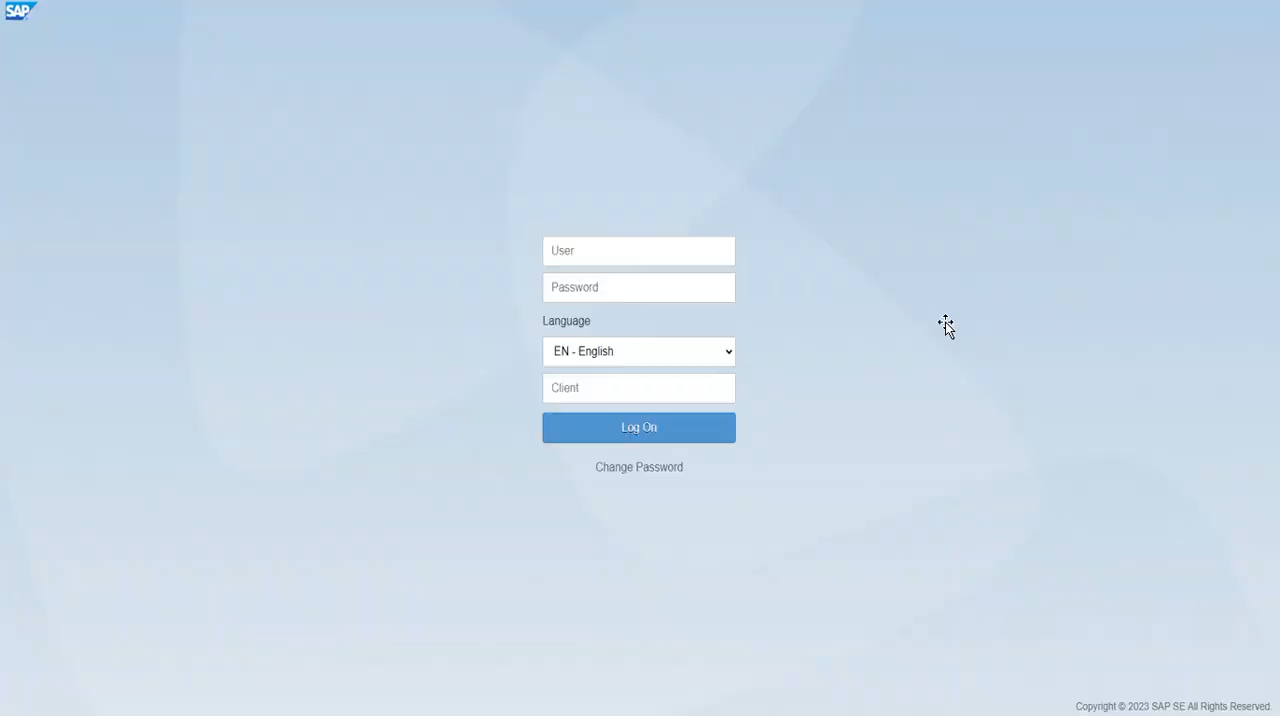 SAP
User
Password
Language
EN - English
Client
Log On
Change Password
Copyright © 2023 SAP SE All Rights Reserved.